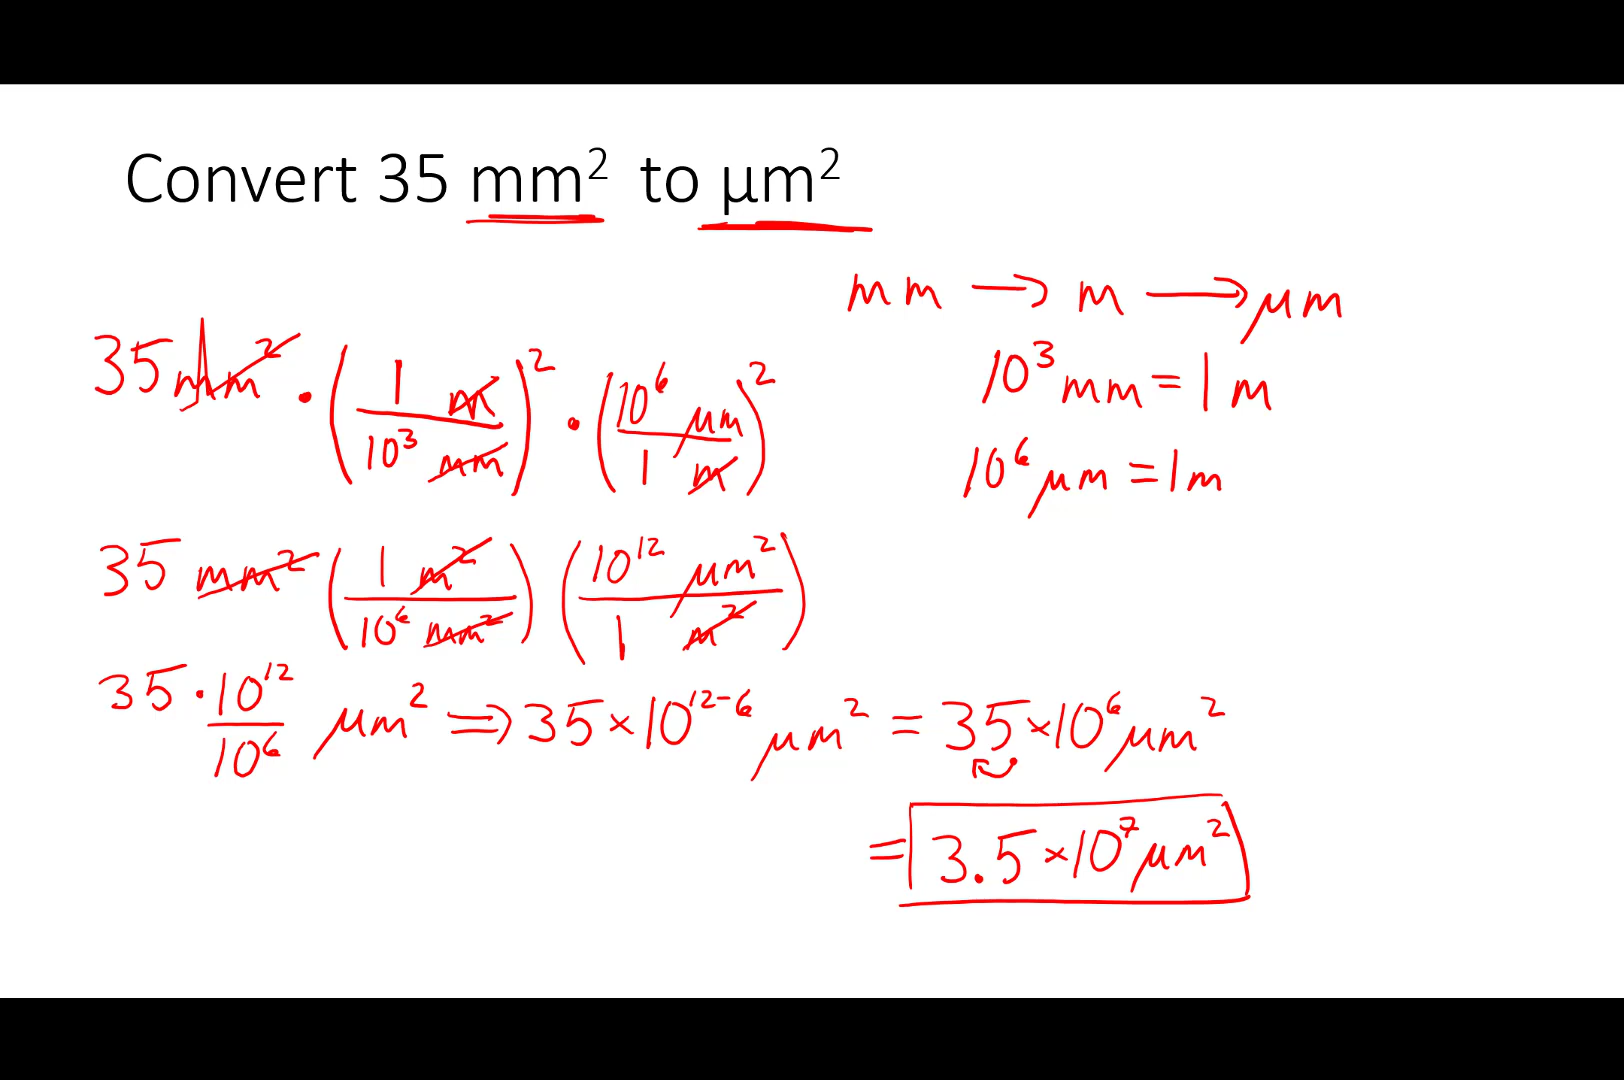 Convert 35 mm² to µm²
mm → m → µm
10³ mm = 1 m
10⁶ µm = 1 m
35 mm² · (1 m / 10³ mm)² · (10⁶ µm / 1 m)²
35 mm² (1 m² / 10⁶ mm²) (10¹² µm² / 1 m²)
35 · 10¹² / 10⁶ µm² ⇒ 35 × 10¹²⁻⁶ µm² = 35 × 10⁶ µm²
= 3.5 × 10⁷ µm²